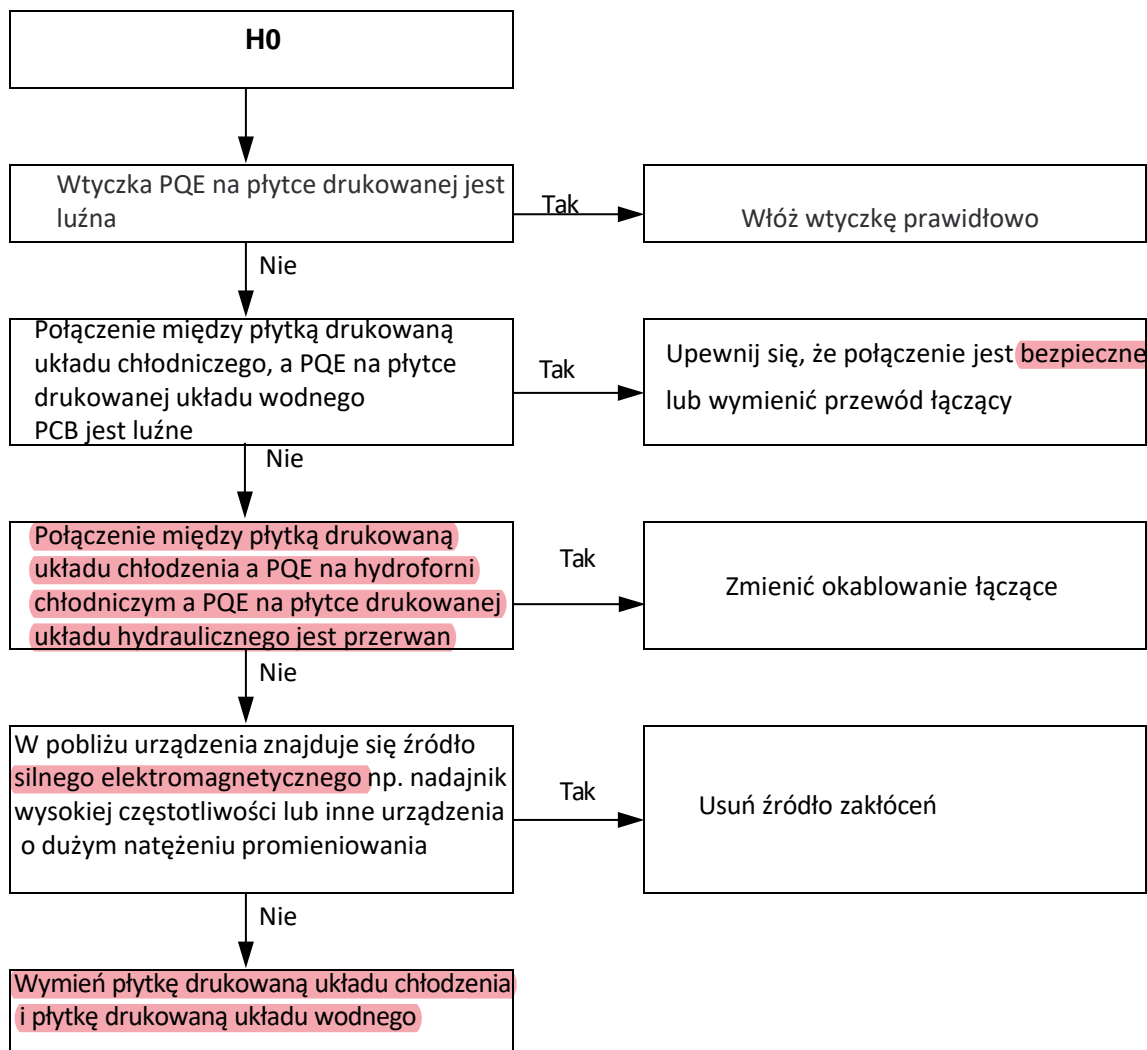 H0
Wtyczka PQE na płytce drukowanej jest
luźna
Tak
Włóż wtyczkę prawidłowo
Nie
Połączenie między płytką drukowaną
układu chłodniczego, a PQE na płytce
drukowanej układu wodnego
PCB jest luźne
Tak
Upewnij się, że połączenie jest bezpieczne
lub wymienić przewód łączący
Nie
Połączenie między płytką drukowaną
układu chłodzenia a PQE na hydroforni
chłodniczym a PQE na płytce drukowanej
układu hydraulicznego jest przerwan
Tak
Zmienić okablowanie łączące
Nie
W pobliżu urządzenia znajduje się źródło
silnego elektromagnetycznego np. nadajnik
wysokiej częstotliwości lub inne urządzenia
o dużym natężeniu promieniowania
Tak
Usuń źródło zakłóceń
Nie
Wymień płytkę drukowaną układu chłodzenia
i płytkę drukowaną układu wodnego